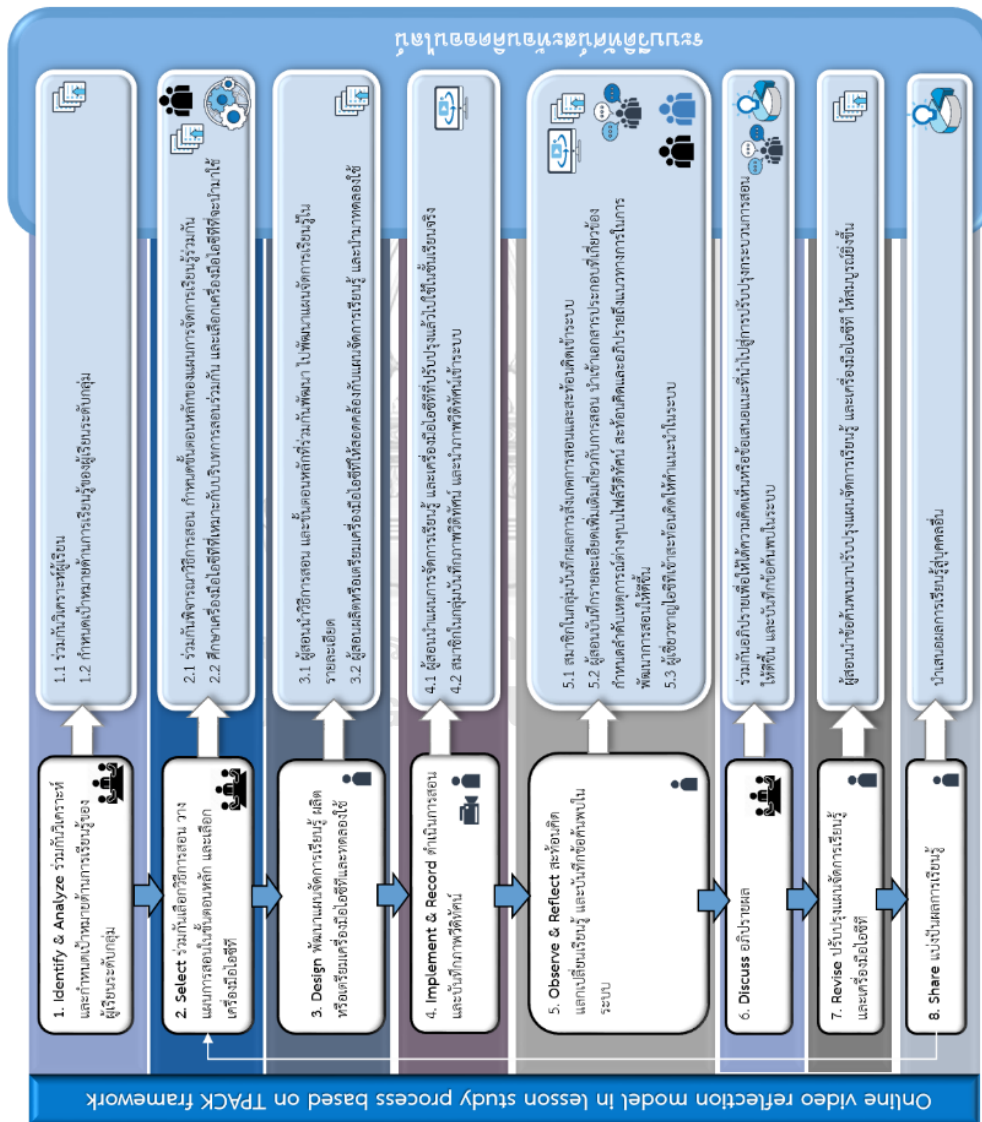 Online video reflection model in lesson study process based on TPACK framework
1. Identify & Analyze ร่วมกันวิเคราะห์
และกำหนดเป้าหมายด้านการเรียนรู้ของ
ผู้เรียนระดับกลุ่ม
1.1 ร่วมกันวิเคราะห์ผู้เรียน
1.2 กำหนดเป้าหมายด้านการเรียนรู้ของผู้เรียนระดับกลุ่ม
2. Select ร่วมกันเลือกวิธีการสอน วาง
แผนการสอนในขั้นตอนหลัก และเลือก
เครื่องมือไอซีที
2.1 ร่วมกันพิจารณาวิธีการสอน กำหนดขั้นตอนหลักของแผนการจัดการเรียนรู้ร่วมกัน
2.2 ศึกษาเครื่องมือไอซีทีที่เหมาะกับบริบทการสอนร่วมกัน และเลือกเครื่องมือไอซีทีที่จะนำมาใช้
3. Design พัฒนาแผนจัดการเรียนรู้ ผลิต
หรือเตรียมเครื่องมือไอซีทีและทดลองใช้
3.1 ผู้สอนนำวิธีการสอน และขั้นตอนหลักที่ร่วมกันพัฒนา ไปพัฒนาแผนจัดการเรียนรู้ใน
รายละเอียด
3.2 ผู้สอนผลิตหรือเตรียมเครื่องมือไอซีทีให้สอดคล้องกับแผนจัดการเรียนรู้ และนำมาทดลองใช้
4. Implement & Record ดำเนินการสอน
และบันทึกภาพวีดิทัศน์
4.1 ผู้สอนนำแผนการจัดการเรียนรู้ และเครื่องมือไอซีทีที่ปรับปรุงแล้วไปใช้ในชั้นเรียนจริง
4.2 สมาชิกในกลุ่มบันทึกภาพวีดิทัศน์ และนำภาพวีดิทัศน์เข้าระบบ
5. Observe & Reflect สะท้อนคิด
แลกเปลี่ยนเรียนรู้ และบันทึกข้อค้นพบใน
ระบบ
5.1 สมาชิกในกลุ่มบันทึกผลการสังเกตการสอนและสะท้อนคิดเข้าระบบ
5.2 ผู้สอนบันทึกรายละเอียดเพิ่มเติมเกี่ยวกับการสอน นำเข้าเอกสารประกอบที่เกี่ยวข้อง
กำหนดลำดับเหตุการณ์ต่างๆบนไฟล์วีดิทัศน์ สะท้อนคิดและอภิปรายถึงแนวทางการในการ
พัฒนาการสอนให้ดีขึ้น
5.3 ผู้เชี่ยวชาญไอซีทีเข้าสะท้อนคิดให้คำแนะนำในระบบ
6. Discuss อภิปรายผล
ร่วมกันอภิปรายเพื่อให้ได้ความคิดเห็นหรือข้อเสนอแนะที่นำไปสู่การปรับปรุงกระบวนการสอน
ให้ดีขึ้น และบันทึกข้อค้นพบในระบบ
7. Revise ปรับปรุงแผนจัดการเรียนรู้
และเครื่องมือไอซีที
ผู้สอนนำข้อค้นพบมาปรับปรุงแผนจัดการเรียนรู้ และเครื่องมือไอซีที ให้สมบูรณ์ยิ่งขึ้น
8. Share แบ่งปันผลการเรียนรู้
นำเสนอผลการเรียนรู้สู่บุคคลอื่น
ระบบวีดิทัศน์สะท้อนคิดออนไลน์